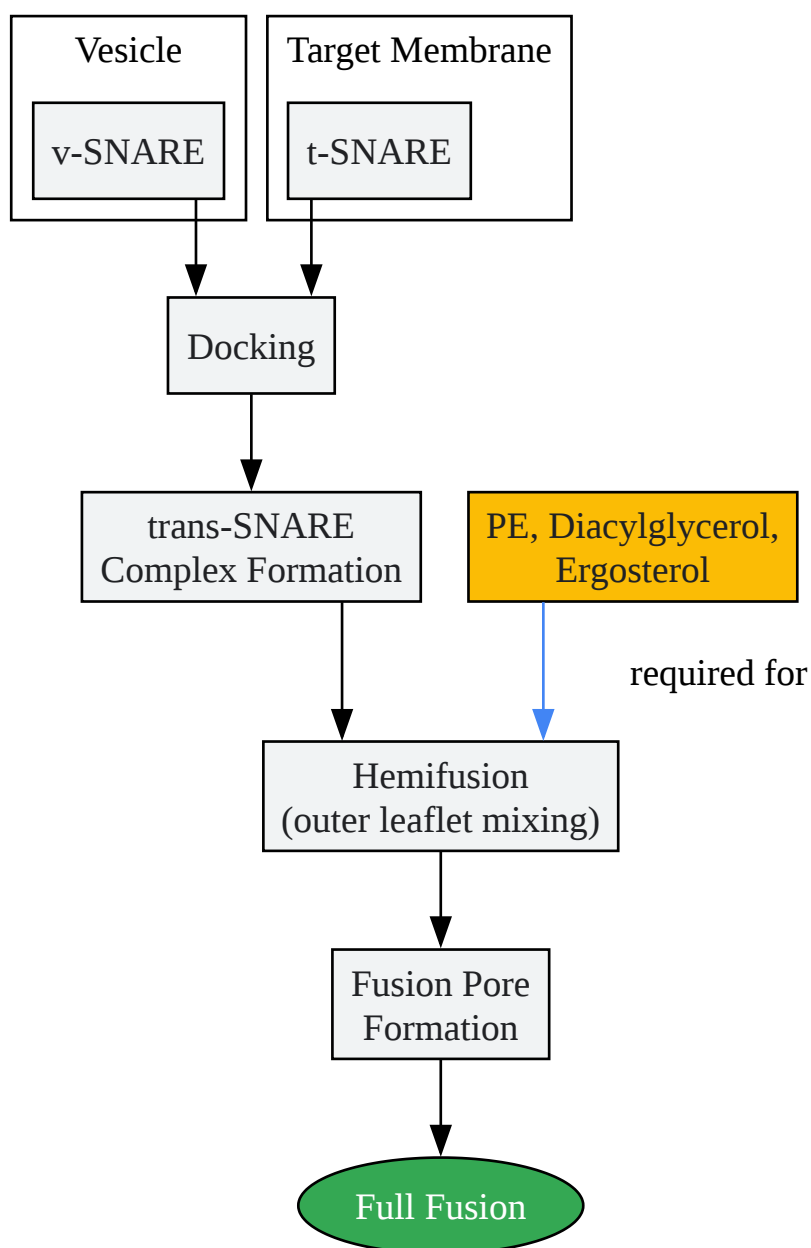 Vesicle
Target Membrane
v-SNARE
t-SNARE
Docking
trans-SNARE
Complex Formation
PE, Diacylglycerol,
Ergosterol
required for
Hemifusion
(outer leaflet mixing)
Fusion Pore
Formation
Full Fusion